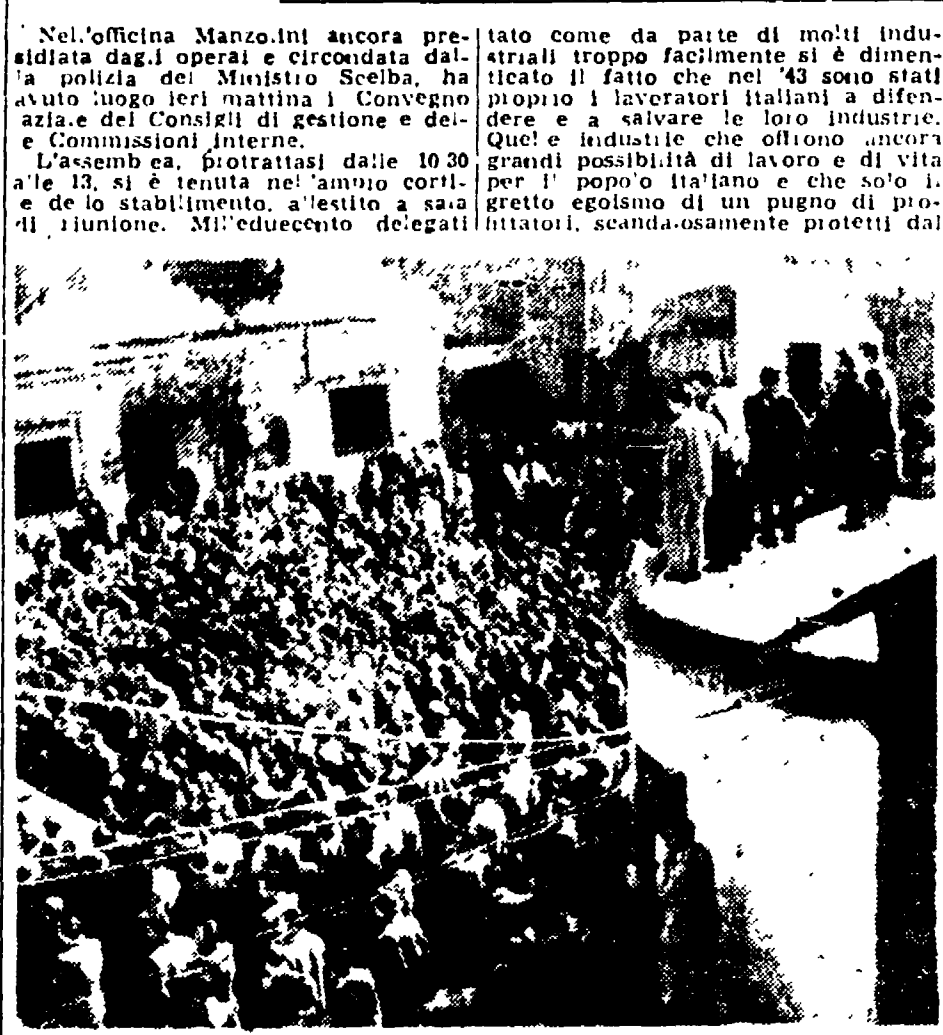 Nell'officina Manzolini ancora pre-
sidiata dagli operai e circondata dal-
la polizia del Ministro Scelba, ha
avuto luogo ieri mattina il Convegno
aziale dei Consigli di gestione e del-
le Commissioni interne.
L'assemblea, protrattasi dalle 10.30
alle 13, si è tenuta nell'ampio corti-
le dello stabilimento, allestito a sala
di riunione. Mil'eduecento delegati
tato come da parte di molti indu-
striali troppo facilmente si è dimen-
ticato il fatto che nel '43 sono stati
proprio i lavoratori italiani a difen-
dere e a salvare le loro industrie.
Quelle industrie che offrono ancora
grandi possibilità di lavoro e di vita
per il popolo italiano e che solo il
gretto egoismo di un pugno di pro-
fittatori, scandalosamente protetti dal